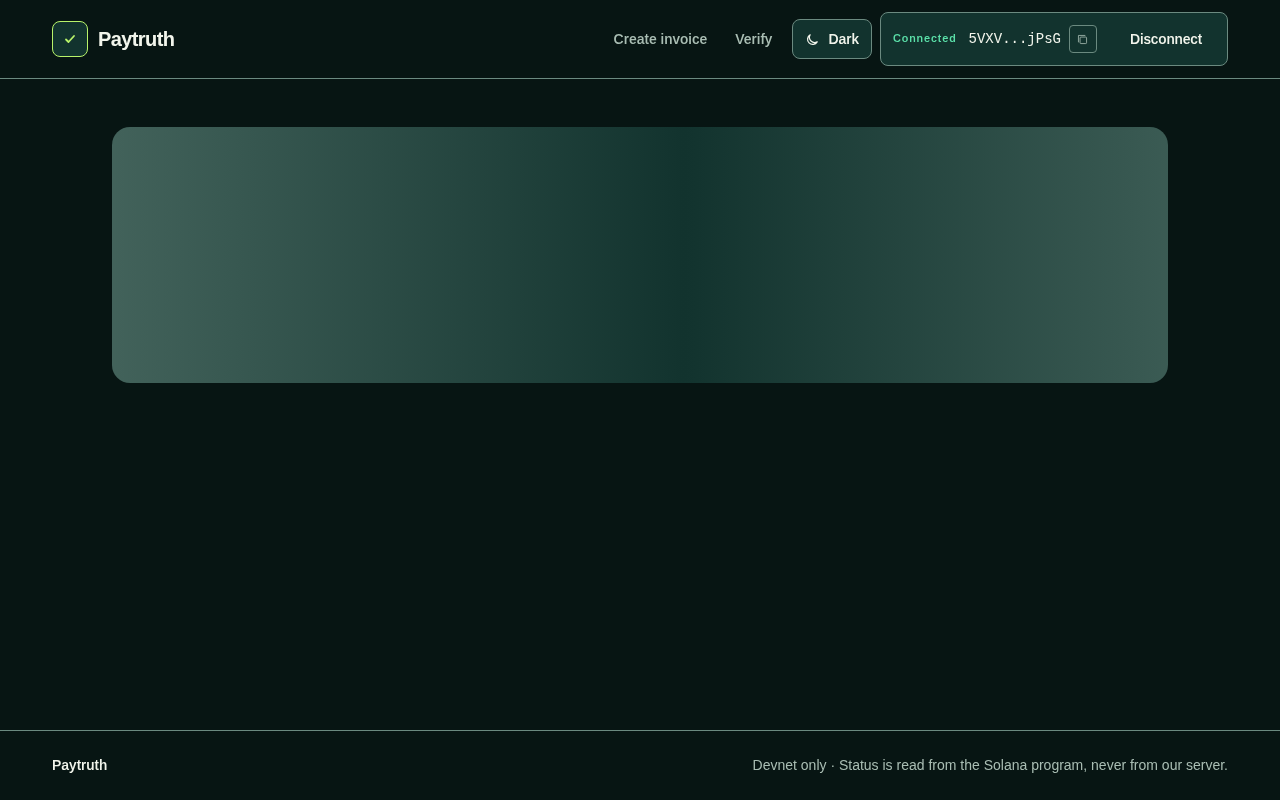 Paytruth
Create invoice
Verify
Dark
Connected
5VXV...jPsG
Disconnect
Paytruth
Devnet only · Status is read from the Solana program, never from our server.